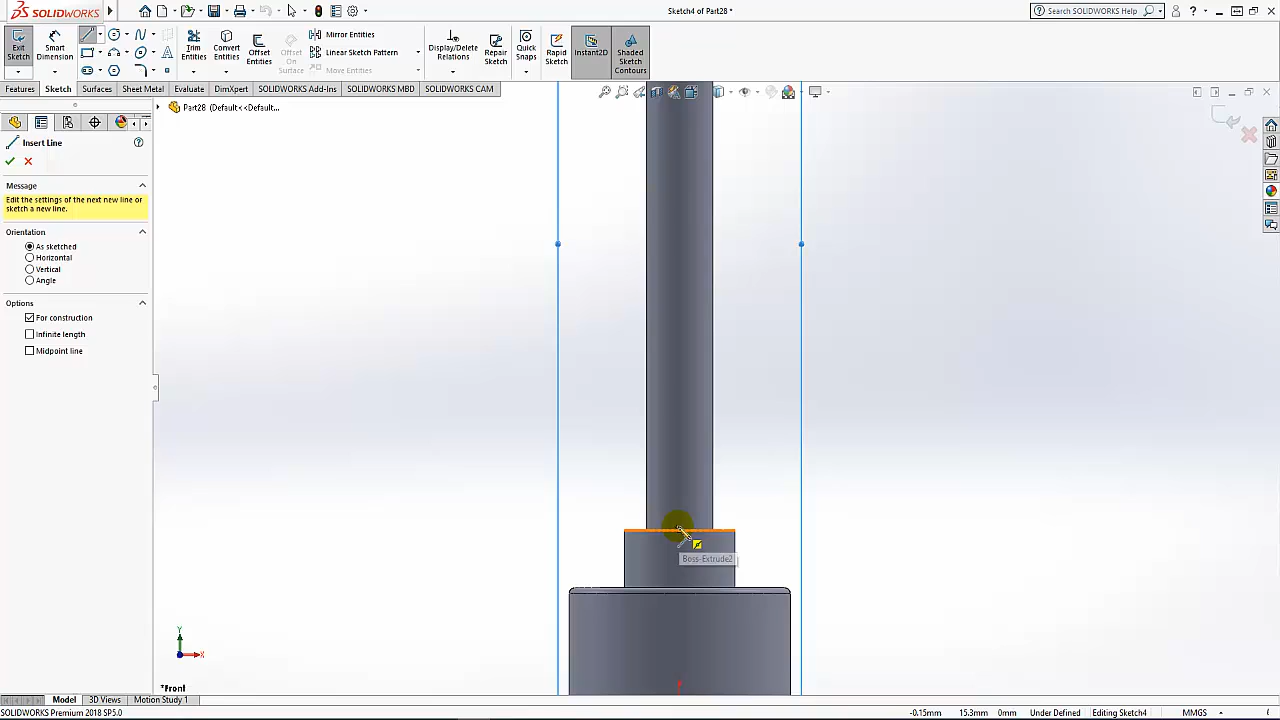 SOLIDWORKS
Sketch4 of Part28 *
Search SOLIDWORKS Help
Exit Sketch
Smart Dimension
Trim Entities
Convert Entities
Offset Entities
Offset On Surface
Mirror Entities
Linear Sketch Pattern
Move Entities
Display/Delete Relations
Repair Sketch
Quick Snaps
Rapid Sketch
Instant2D
Shaded Sketch Contours
Features
Sketch
Surfaces
Sheet Metal
Evaluate
DimXpert
SOLIDWORKS Add-Ins
SOLIDWORKS MBD
SOLIDWORKS CAM
Part28 (Default<<Default...
Insert Line
Message
Edit the settings of the next new line or
sketch a new line.
Orientation
As sketched
Horizontal
Vertical
Angle
Options
For construction
Infinite length
Midpoint line
Boss-Extrude2
Y
X
*Front
Model
3D Views
Motion Study 1
SOLIDWORKS Premium 2018 SP5.0
-0.15mm
15.3mm
0mm
Under Defined
Editing Sketch4
MMGS